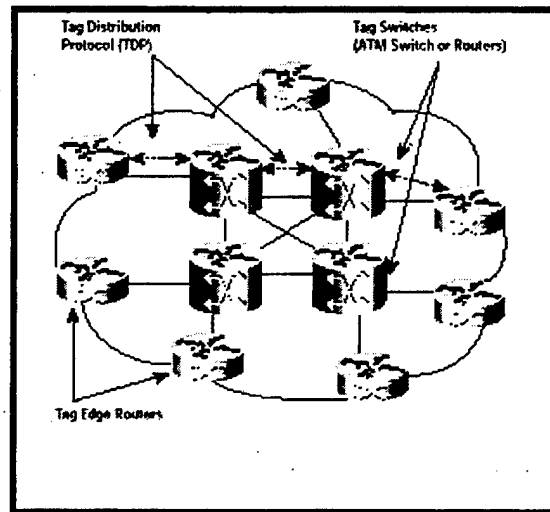 Tag Distribution
Protocol (TDP)
Tag Switches
(ATM Switch or Routers)
Tag Edge Routers